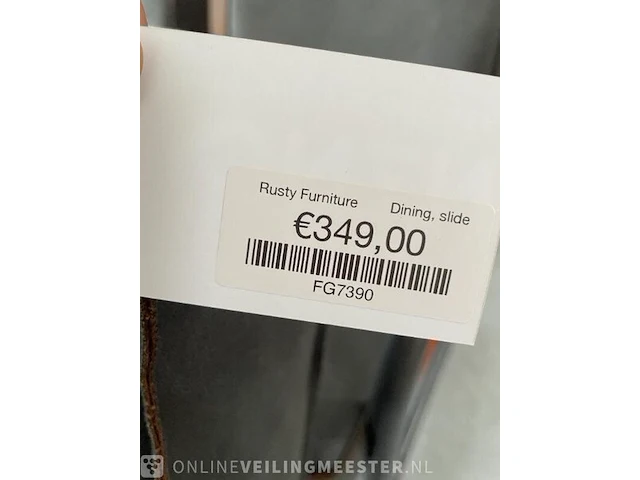 Rusty Furniture Dining, slide
€349,00
FG7390
ONLINEVEILINGMEESTER.NL